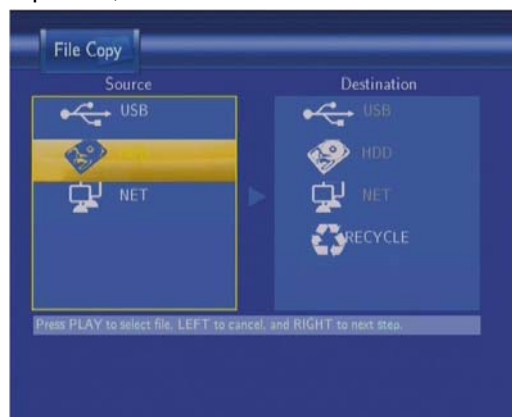 File Copy
Source
Destination
USB
NET
USB
HDD
NET
RECYCLE
Press PLAY to select file, LEFT to cancel, and RIGHT to next step.